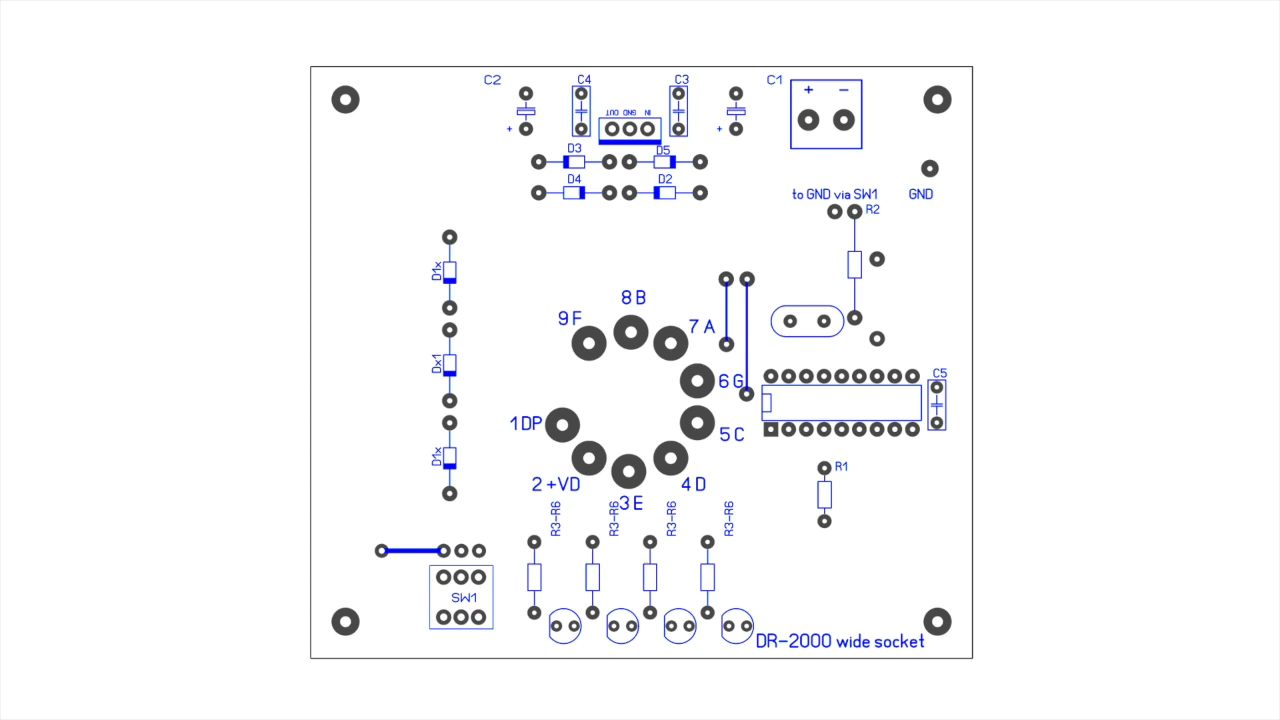 C2
C4
C3
C1
+ −
OUT GND IN
+
+
D3
D5
D4
D2
to GND via SW1
GND
R2
D1x
8 B
9 F
7 A
Dx1
6 G
C5
1 DP
5 C
D1x
2 +VD
4 D
3 E
R1
R3-R6
R3-R6
R3-R6
R3-R6
SW1
DR-2000 wide socket